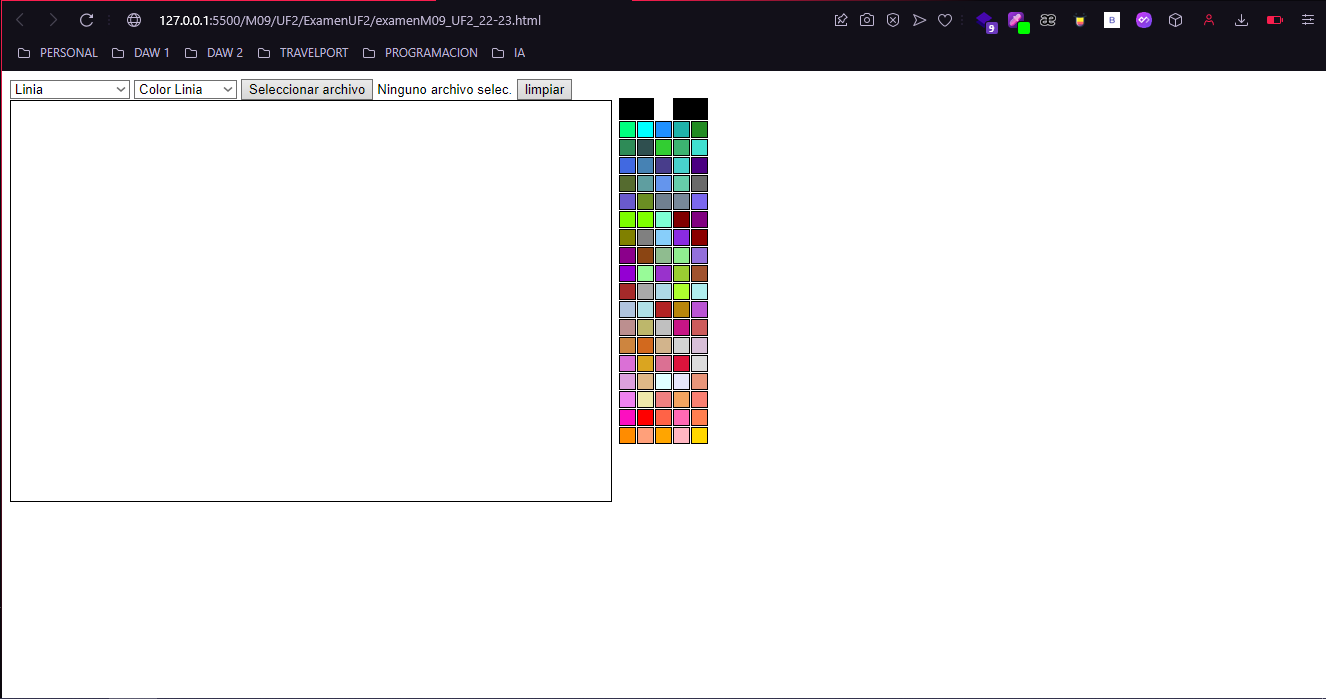 127.0.0.1:5500/M09/UF2/ExamenUF2/examenM09_UF2_22-23.html
9
B
PERSONAL DAW 1 DAW 2 TRAVELPORT PROGRAMACION IA
Linia Color Linia Seleccionar archivo Ninguno archivo selec. limpiar